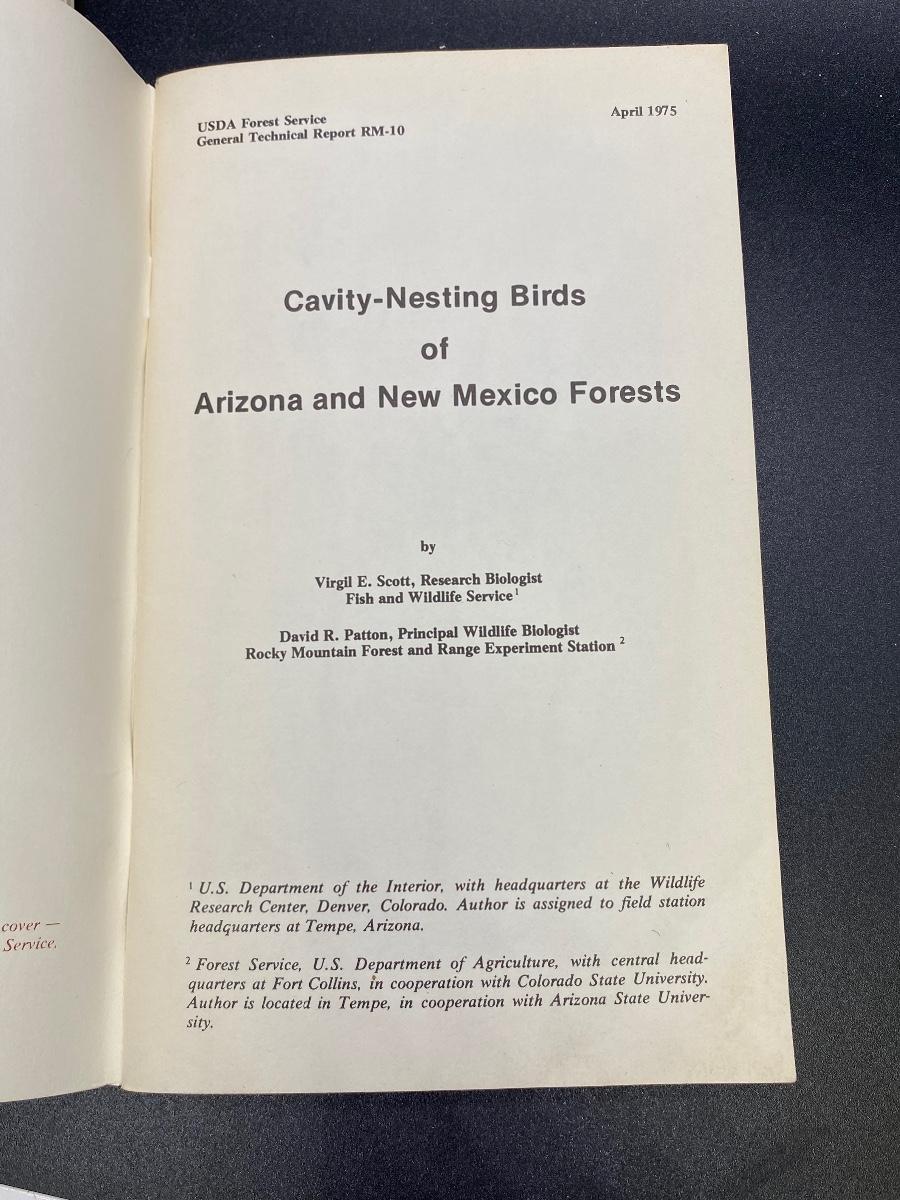 USDA Forest Service
General Technical Report RM-10
April 1975
Cavity-Nesting Birds
of
Arizona and New Mexico Forests
by
Virgil E. Scott, Research Biologist
Fish and Wildlife Service¹
David R. Patton, Principal Wildlife Biologist
Rocky Mountain Forest and Range Experiment Station ²
¹ U.S. Department of the Interior, with headquarters at the Wildlife
Research Center, Denver, Colorado. Author is assigned to field station
headquarters at Tempe, Arizona.
² Forest Service, U.S. Department of Agriculture, with central head-
quarters at Fort Collins, in cooperation with Colorado State University.
Author is located in Tempe, in cooperation with Arizona State Univer-
sity.
cover —
Service.